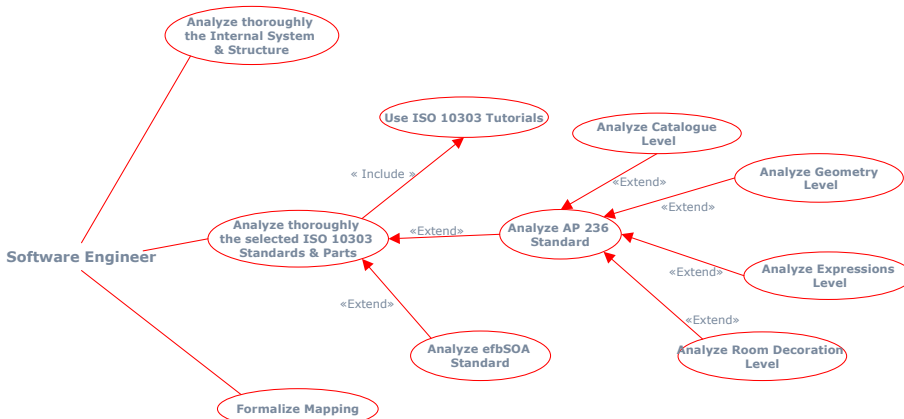 Analyze thoroughly
the Internal System
& Structure
Use ISO 10303 Tutorials
Analyze Catalogue
Level
« Include »
«Extend»
Analyze Geometry
Level
«Extend»
Analyze thoroughly
the selected ISO 10303
Standards & Parts
«Extend»
Analyze AP 236
Standard
Software Engineer
Analyze Expressions
Level
«Extend»
«Extend»
«Extend»
Analyze efbSOA
Standard
Analyze Room Decoration
Level
Formalize Mapping